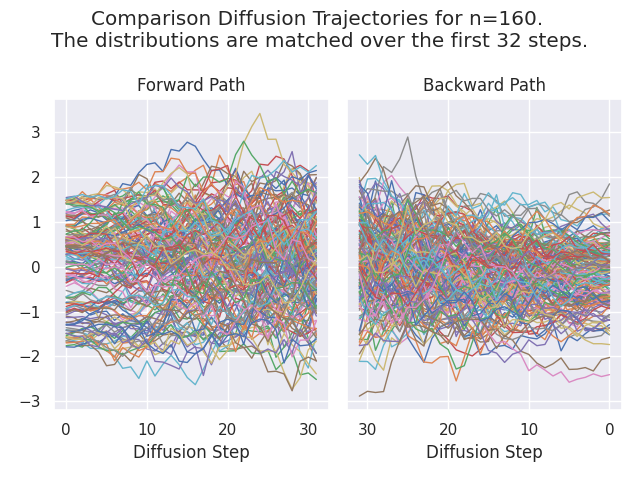 Comparison Diffusion Trajectories for n=160.
The distributions are matched over the first 32 steps.
Forward Path
Backward Path
3
2
1
0
−1
−2
−3
0 10 20 30
30 20 10 0
Diffusion Step
Diffusion Step